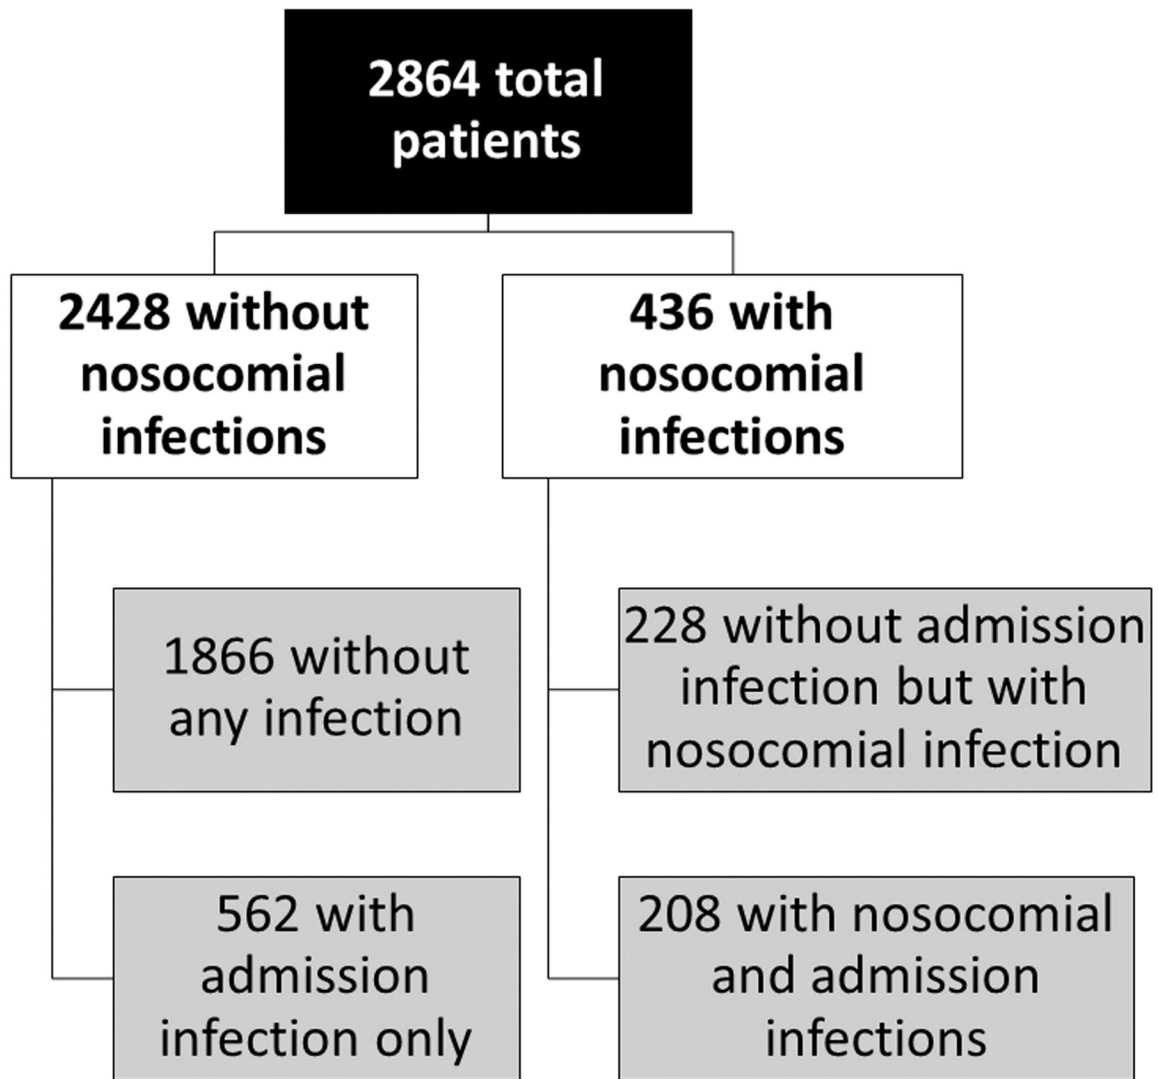 2864 total
patients
2428 without
nosocomial
infections
436 with
nosocomial
infections
1866 without
any infection
228 without admission
infection but with
nosocomial infection
562 with
admission
infection only
208 with nosocomial
and admission
infections